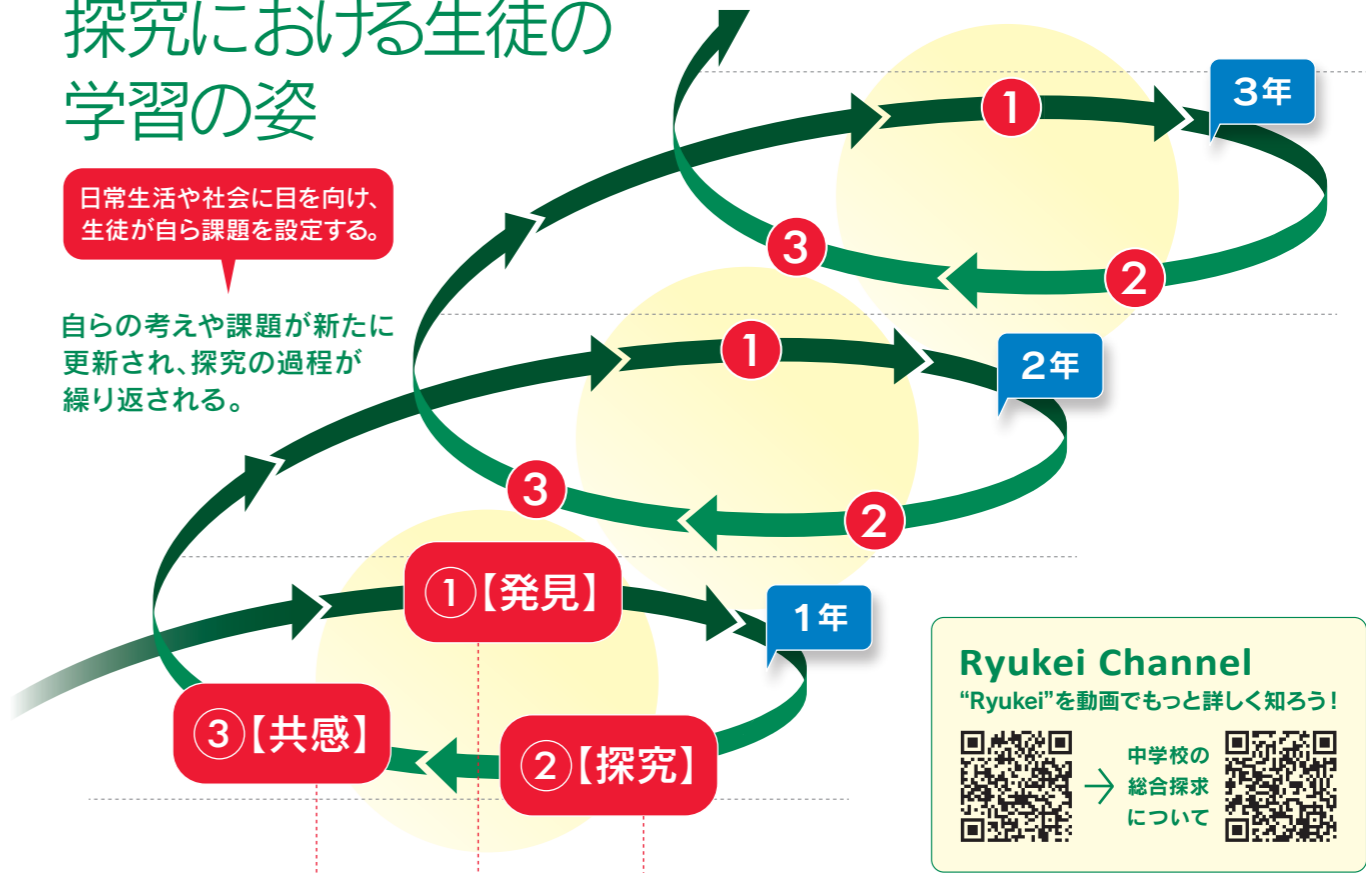 探究における生徒の
学習の姿
日常生活や社会に目を向け、
生徒が自ら課題を設定する。
自らの考えや課題が新たに
更新され、探究の過程が
繰り返される。
3年
1
3
2
2年
1
3
2
1年
①【発見】
③【共感】
②【探究】
Ryukei Channel
“Ryukei”を動画でもっと詳しく知ろう!
中学校の
総合探求
について